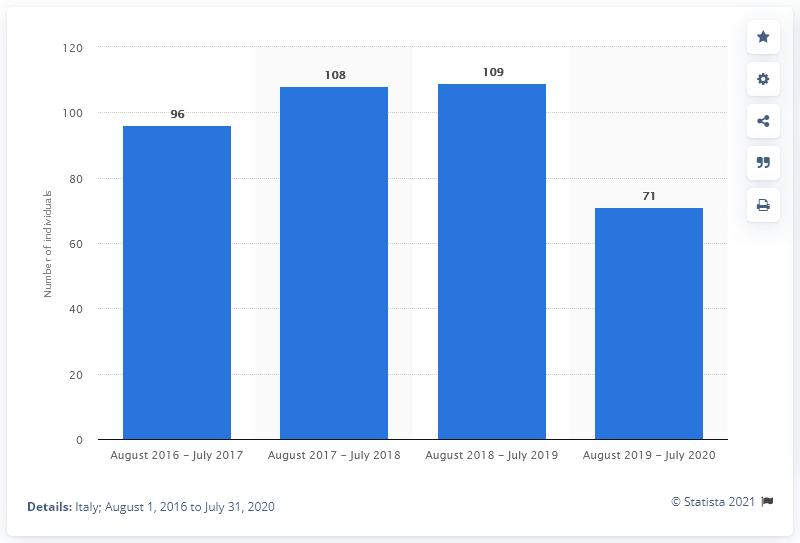 120
100
80
60
40
20
0
Number of individuals
96
108
109
71
August 2016 – July 2017
August 2017 – July 2018
August 2018 – July 2019
August 2019 – July 2020
Details: Italy; August 1, 2016 to July 31, 2020
© Statista 2021